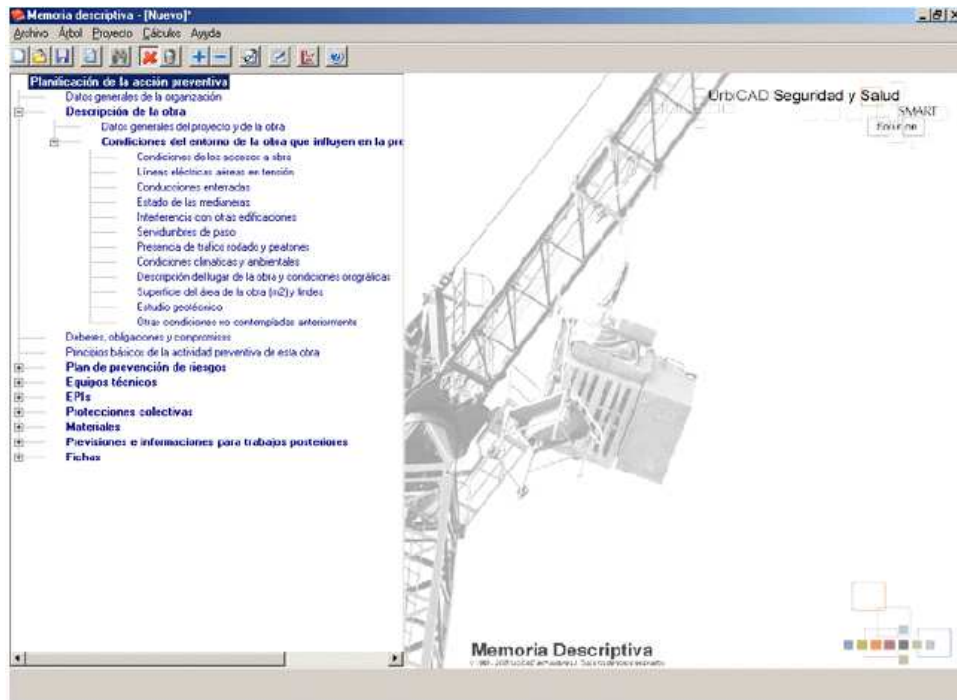 Memoria descriptiva - [Nuevo]*
Archivo Árbol Proyecto Cálculos Ayuda
Planificación de la acción preventiva
Datos generales de la organización
Descripción de la obra
Datos generales del proyecto y de la obra
Condiciones del entorno de la obra que influyen en la pre
Condiciones de los accesos a obra
Líneas eléctricas aéreas en tensión
Conducciones enterradas
Estado de las medianeras
Interferencia con otras edificaciones
Servidumbres de paso
Presencia de tráfico rodado y peatones
Condiciones climáticas y ambientales
Descripción del lugar de la obra y condiciones orográficas
Superficie del área de la obra (m2) y lindes
Estudio geotécnico
Otras condiciones no contempladas anteriormente
Deberes, obligaciones y compromisos
Principios básicos de la actividad preventiva de esta obra
Plan de prevención de riesgos
Equipos técnicos
EPIs
Protecciones colectivas
Materiales
Previsiones e informaciones para trabajos posteriores
Fichas
UrbiCAD Seguridad y Salud
SMART
Solution
Memoria Descriptiva